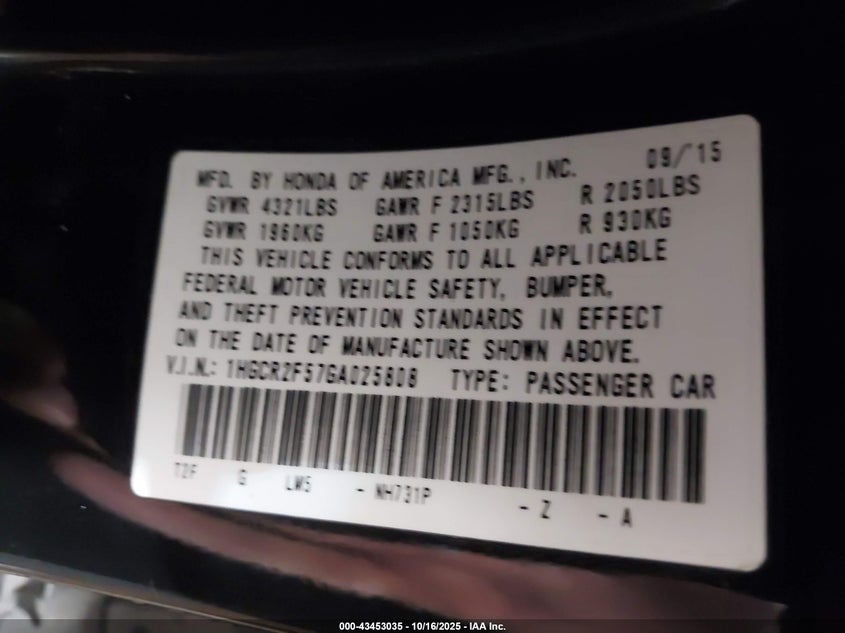 MFD. BY HONDA OF AMERICA MFG., INC. 09/15
GVWR 4321LBS GAWR F 2315LBS R 2050LBS
GVWR 1960KG GAWR F 1050KG R 930KG
THIS VEHICLE CONFORMS TO ALL APPLICABLE
FEDERAL MOTOR VEHICLE SAFETY, BUMPER,
AND THEFT PREVENTION STANDARDS IN EFFECT
ON THE DATE OF MANUFACTURE SHOWN ABOVE.
V.I.N.: 1HGCR2F57GA025808 TYPE: PASSENGER CAR
T2F G LW5 - NH731P - Z - A
000-43453035 - 10/16/2025 - IAA Inc.